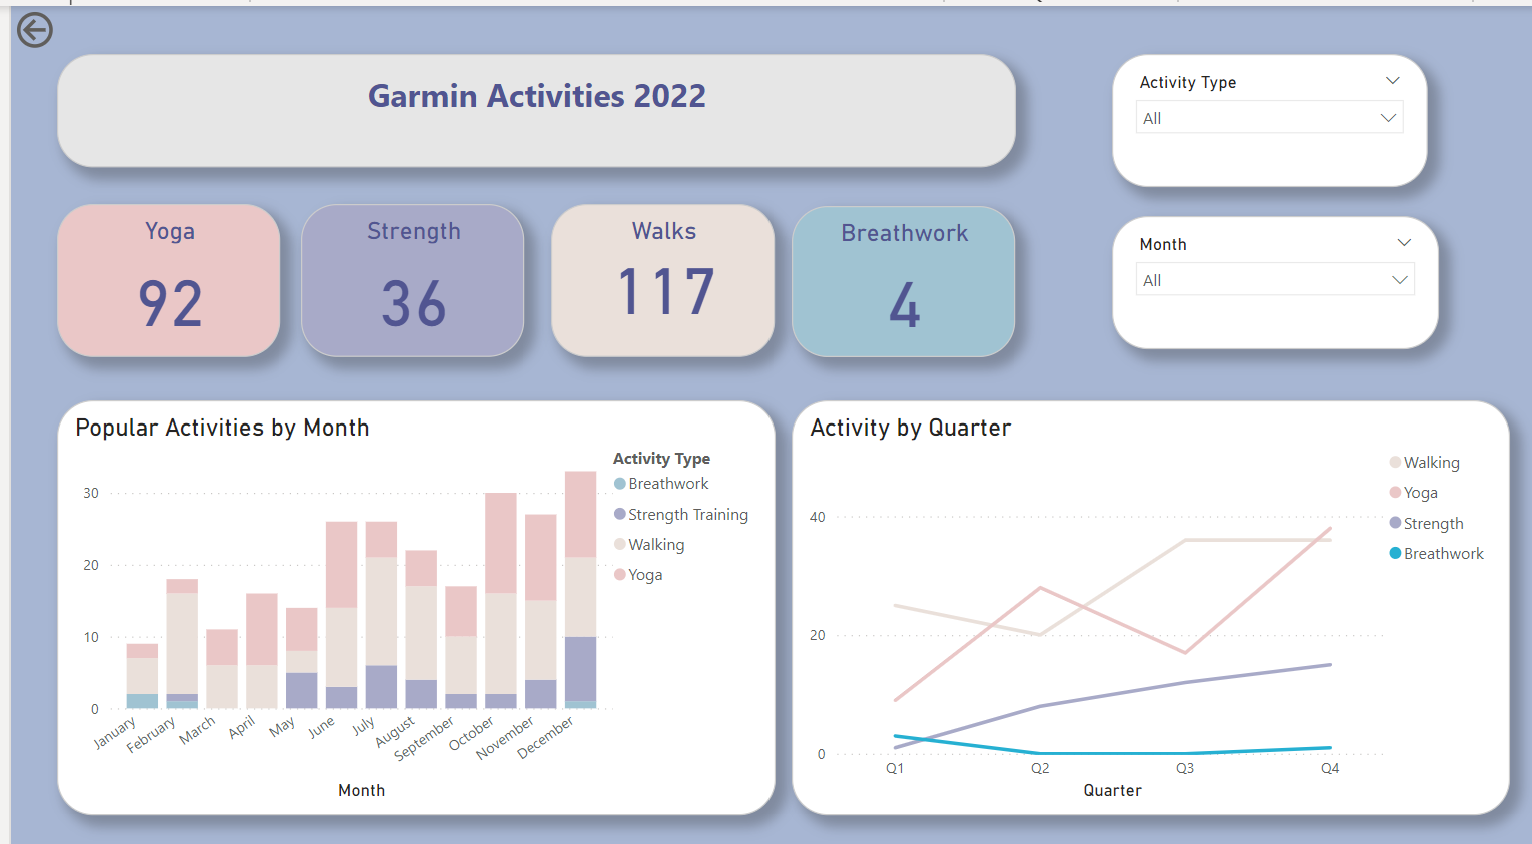 Garmin Activities 2022
Activity Type
All
Month
All
Yoga
92
Strength
36
Walks
117
Breathwork
4
Popular Activities by Month
Activity Type
Breathwork
Strength Training
Walking
Yoga
30
20
10
0
January
February
March
April
May
June
July
August
September
October
November
December
Month
Activity by Quarter
Walking
Yoga
Strength
Breathwork
40
20
0
Q1
Q2
Q3
Q4
Quarter